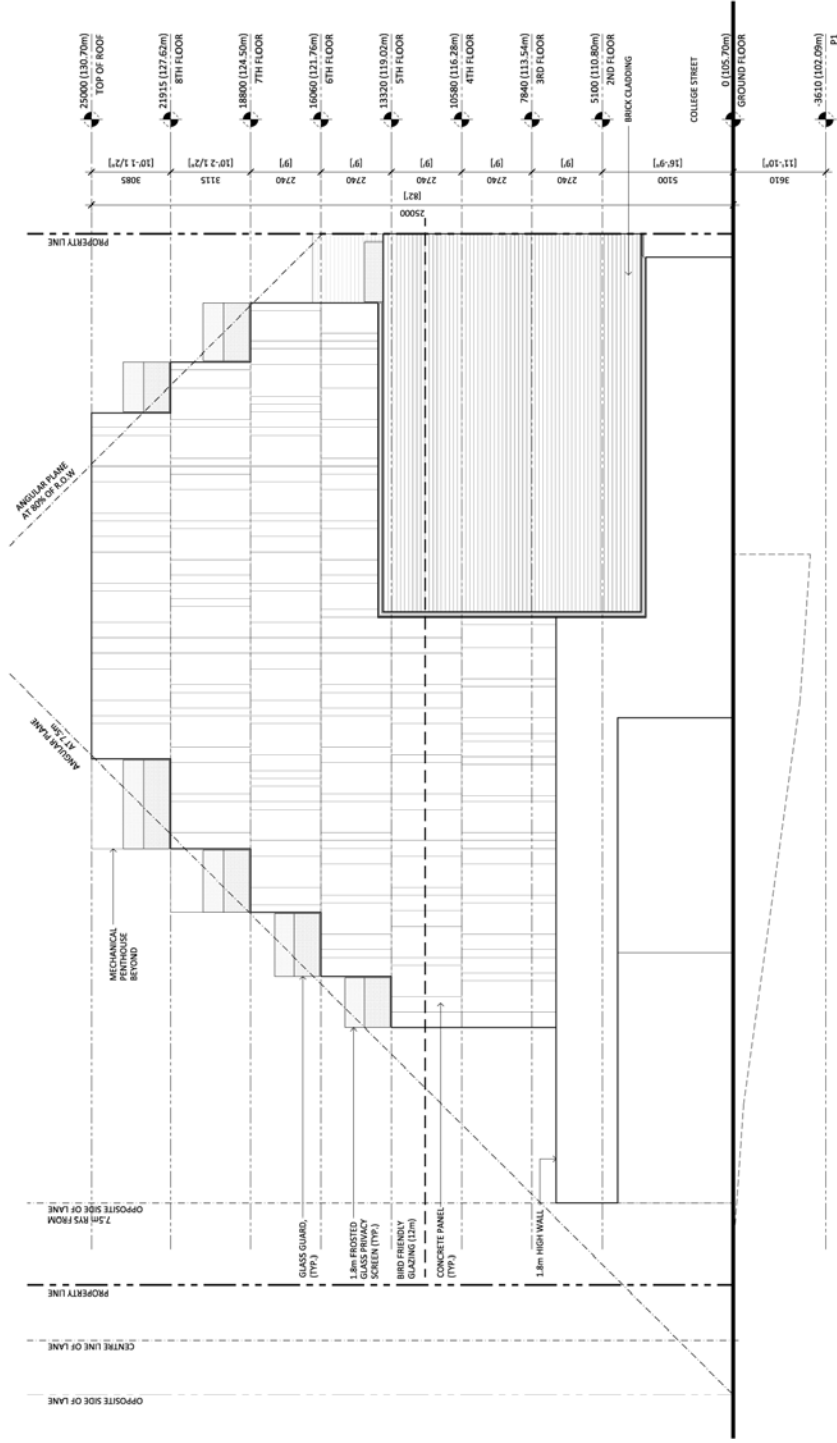 25000 (130.70m)
TOP OF ROOF
21915 (127.62m)
8TH FLOOR
18800 (124.50m)
7TH FLOOR
16060 (121.76m)
6TH FLOOR
13320 (119.02m)
5TH FLOOR
10580 (116.28m)
4TH FLOOR
7840 (113.54m)
3RD FLOOR
5100 (110.80m)
2ND FLOOR
0 (105.70m)
GROUND FLOOR
-3610 (102.09m)
P1
BRICK CLADDING
COLLEGE STREET
3085
[10'-1 1/2"]
3115
[10'-2 1/2"]
2740
[9']
2740
[9']
2740
[9']
2740
[9']
2740
[9']
5100
[16'-9"]
3610
[11'-10"]
25000
[82']
PROPERTY LINE
ANGULAR PLANE
AT 80% OF R.O.W
ANGULAR PLANE
AT 7.5m
MECHANICAL
PENTHOUSE
BEYOND
GLASS GUARD,
(TYP.)
1.8m FROSTED
GLASS PRIVACY
SCREEN (TYP.)
BIRD FRIENDLY
GLAZING (12m)
CONCRETE PANEL
(TYP.)
1.8m HIGH WALL
7.5m RYS FROM
OPPOSITE SIDE OF LANE
PROPERTY LINE
CENTRE LINE OF LANE
OPPOSITE SIDE OF LANE